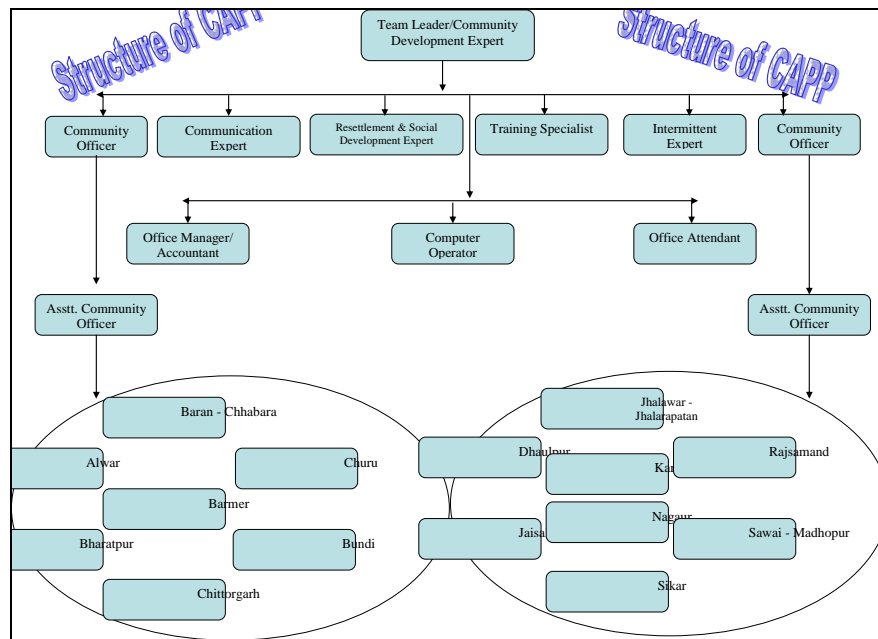 Structure of CAPP
Structure of CAPP
Team Leader/Community
Development Expert
Community
Officer
Communication
Expert
Resettlement & Social
Development Expert
Training Specialist
Intermittent
Expert
Community
Officer
Office Manager/
Accountant
Computer
Operator
Office Attendant
Asstt. Community
Officer
Asstt. Community
Officer
Baran - Chhabara
Alwar
Churu
Barmer
Bharatpur
Bundi
Chittorgarh
Jhalawar -
Jhalarapatan
Dhaulpur
Rajsamand
Nagaur
Sawai - Madhopur
Sikar